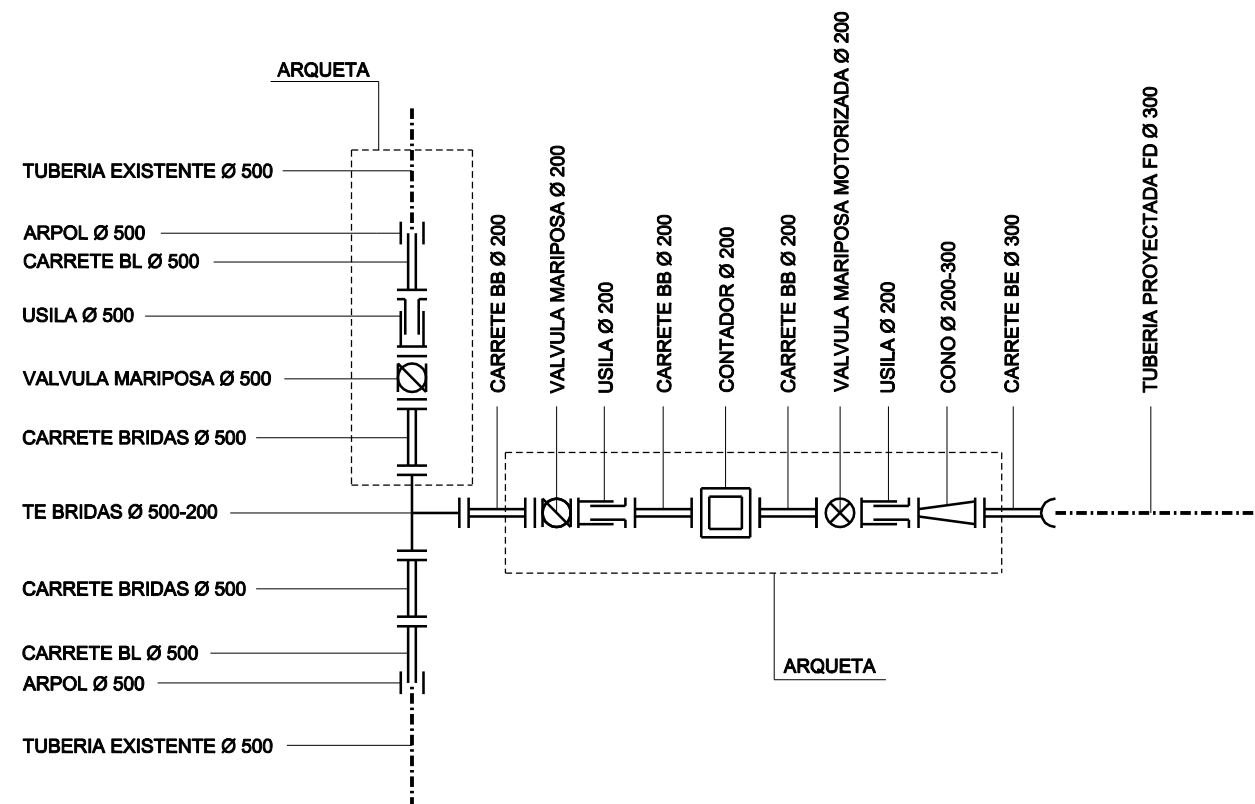 ARQUETA
TUBERIA EXISTENTE Ø 500
ARPOL Ø 500
CARRETE BL Ø 500
USILA Ø 500
VALVULA MARIPOSA Ø 500
CARRETE BRIDAS Ø 500
TE BRIDAS Ø 500-200
CARRETE BRIDAS Ø 500
CARRETE BL Ø 500
ARPOL Ø 500
TUBERIA EXISTENTE Ø 500
CARRETE BB Ø 200
VALVULA MARIPOSA Ø 200
USILA Ø 200
CARRETE BB Ø 200
CONTADOR Ø 200
CARRETE BB Ø 200
VALVULA MARIPOSA MOTORIZADA Ø 200
USILA Ø 200
CONO Ø 200-300
CARRETE BE Ø 300
TUBERIA PROYECTADA FD Ø 300
ARQUETA